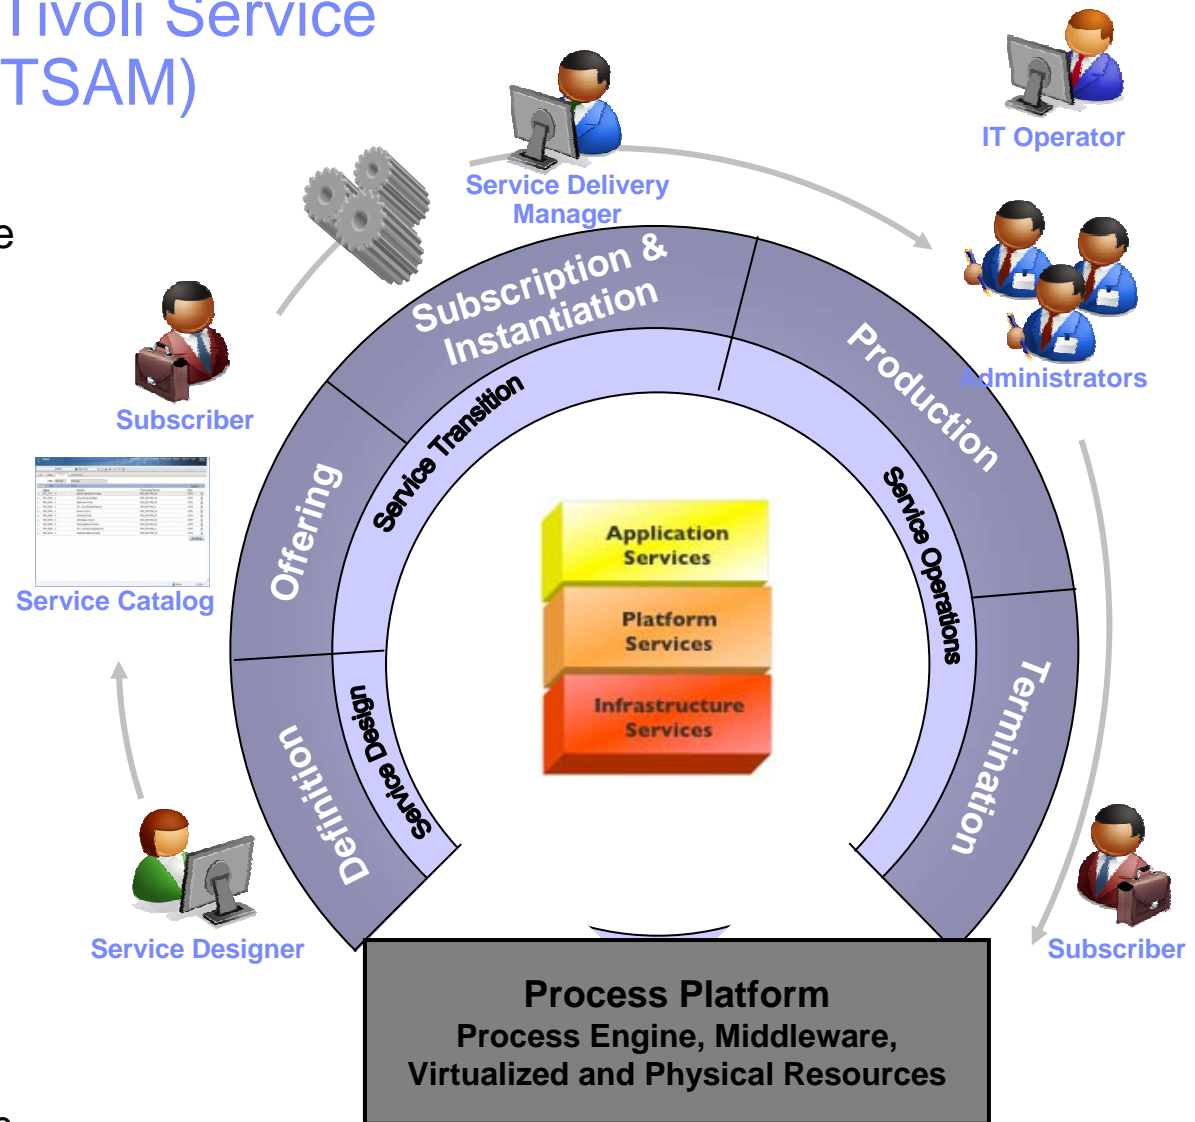 Tivoli Service
TSAM)
e
IT Operator
Service Delivery
Manager
Subscription &
Instantiation
Production
Administrators
Subscriber
Service Transition
Offering
Service Operations
Application
Services
Platform
Services
Infrastructure
Services
Service Catalog
Service Design
Definition
Termination
Service Designer
Subscriber
Process Platform
Process Engine, Middleware,
Virtualized and Physical Resources